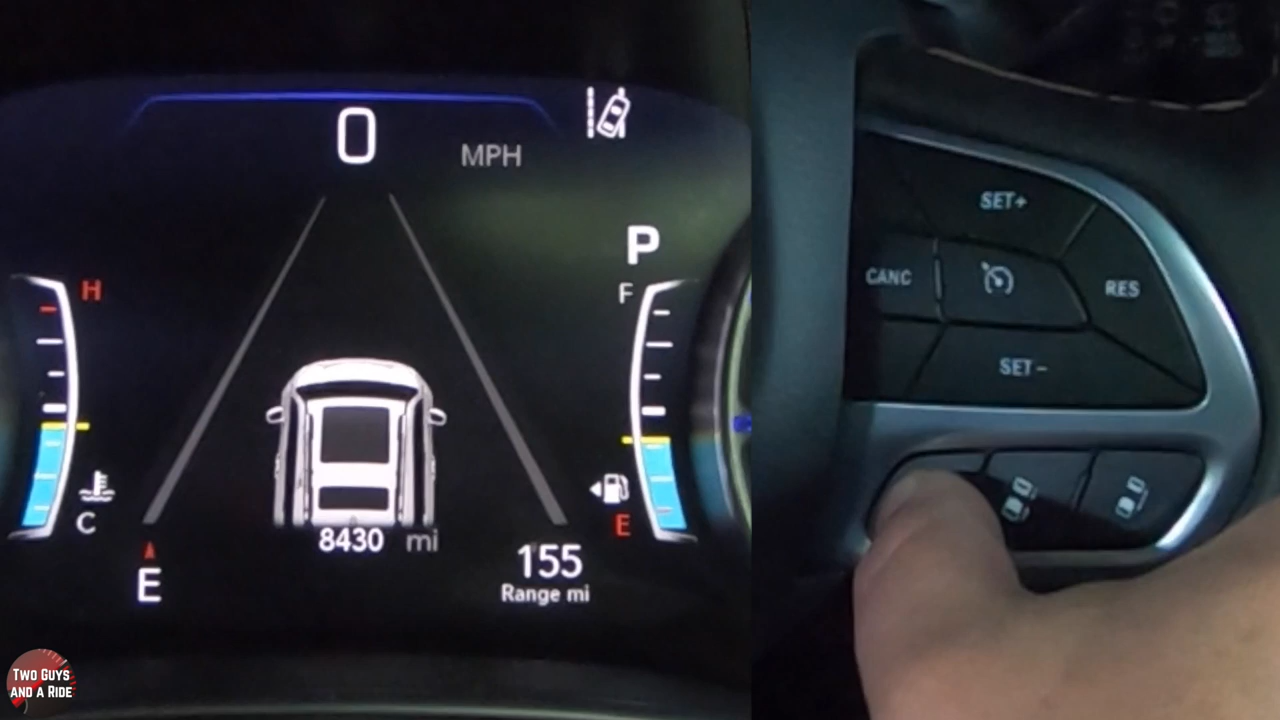 0
MPH
P
H
F
C
E
8430 mi
155
Range mi
E
SET+
CANC
RES
SET-
TWO GUYS
AND A RIDE